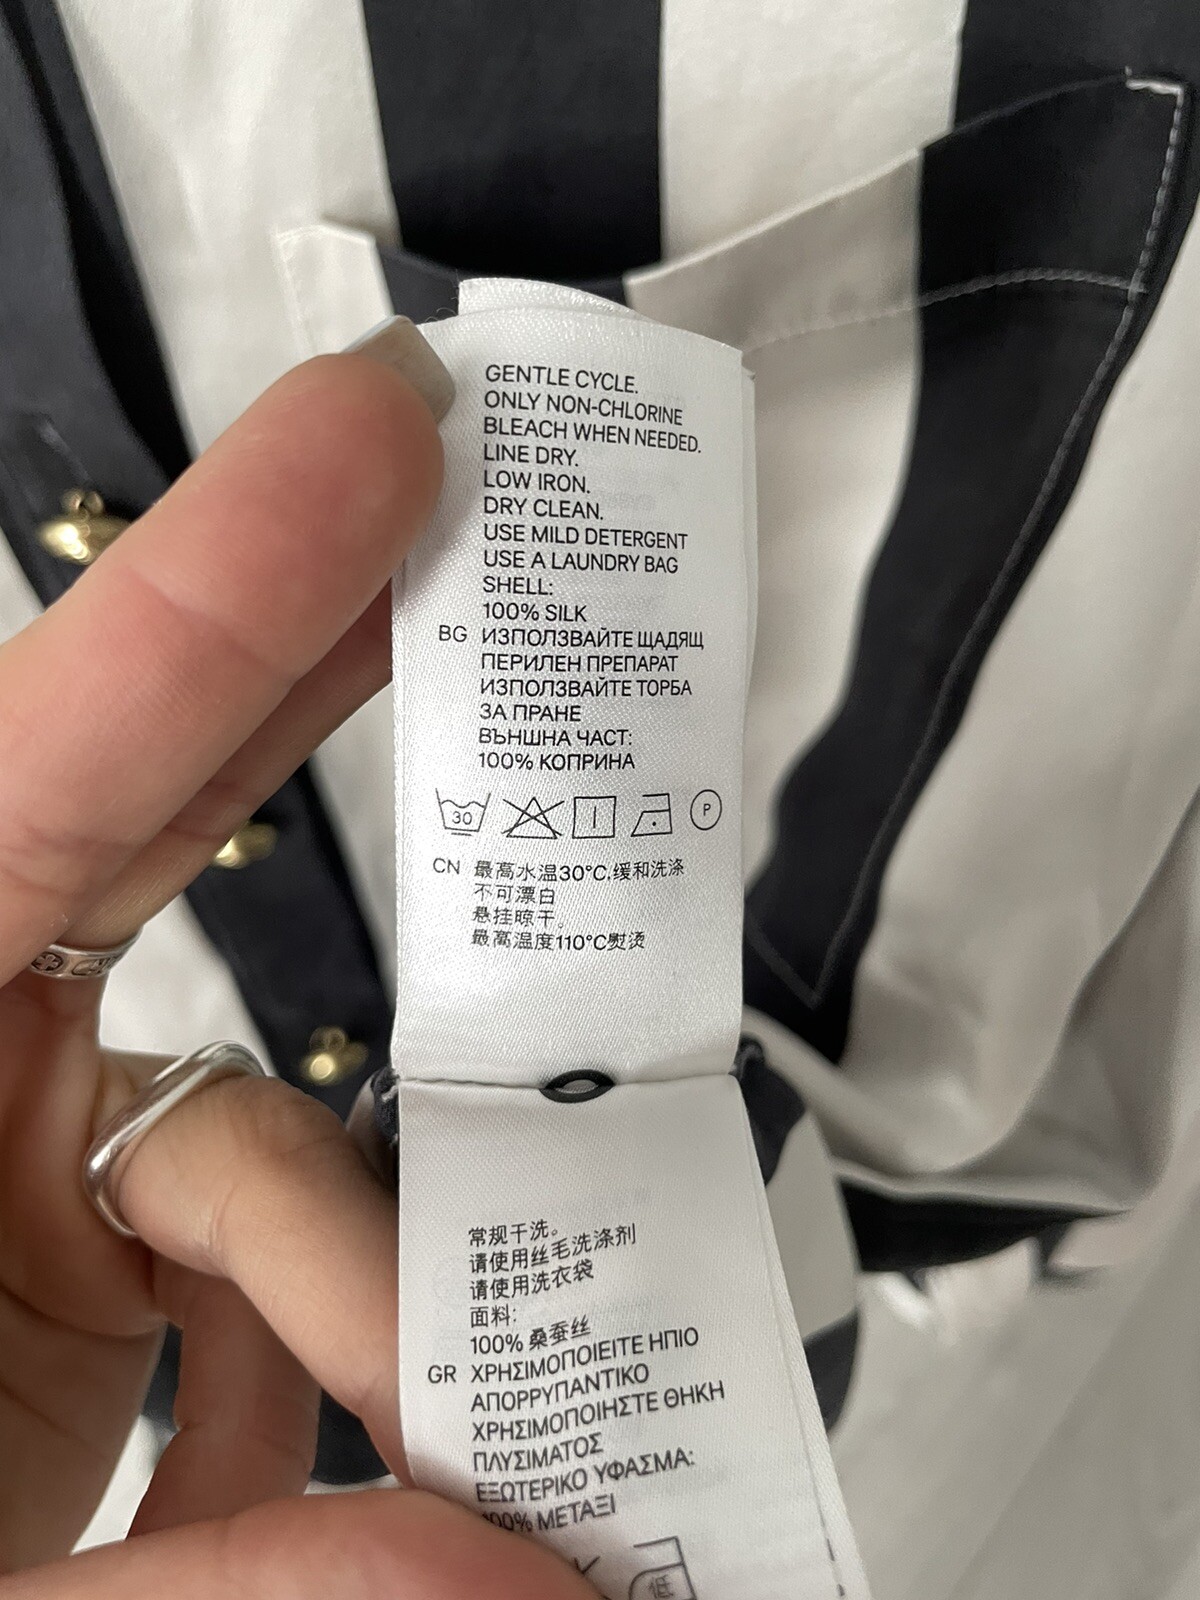 GENTLE CYCLE.
ONLY NON-CHLORINE
BLEACH WHEN NEEDED.
LINE DRY.
LOW IRON.
DRY CLEAN.
USE MILD DETERGENT
USE A LAUNDRY BAG
SHELL:
100% SILK
BG ИЗПОЛЗВАЙТЕ ЩАДЯЩ
ПЕРИЛЕН ПРЕПАРАТ
ИЗПОЛЗВАЙТЕ ТОРБА
ЗА ПРАНЕ
ВЪНШНА ЧАСТ:
100% КОПРИНА
30 P
CN 最高水温30°C,缓和洗涤
不可漂白
悬挂晾干。
最高温度110°C熨烫
常规干洗。
请使用丝毛洗涤剂
请使用洗衣袋
面料:
100% 桑蚕丝
GR ΧΡΗΣΙΜΟΠΟΙΕΙΤΕ ΗΠΙΟ
ΑΠΟΡΡΥΠΑΝΤΙΚΟ
ΧΡΗΣΙΜΟΠΟΙΗΣΤΕ ΘΗΚΗ
ΠΛΥΣΙΜΑΤΟΣ
ΕΞΩΤΕΡΙΚΟ ΥΦΑΣΜΑ:
100% ΜΕΤΑΞΙ
低